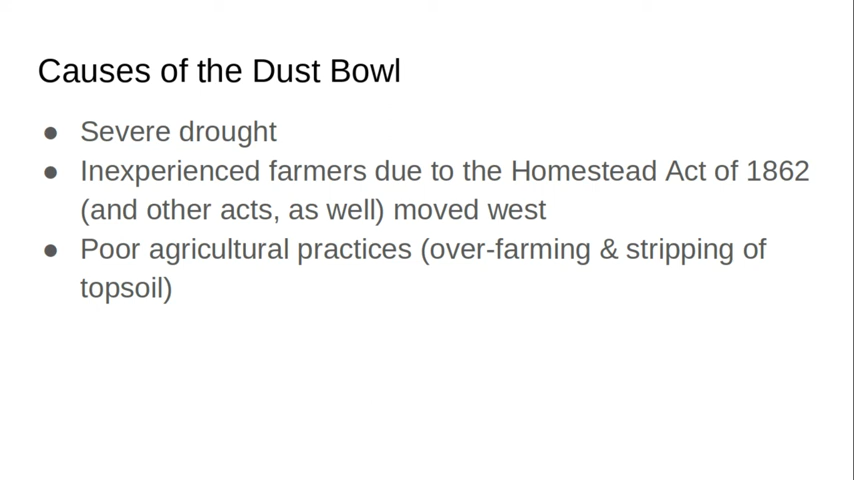 Causes of the Dust Bowl
● Severe drought
● Inexperienced farmers due to the Homestead Act of 1862
(and other acts, as well) moved west
● Poor agricultural practices (over-farming & stripping of
topsoil)